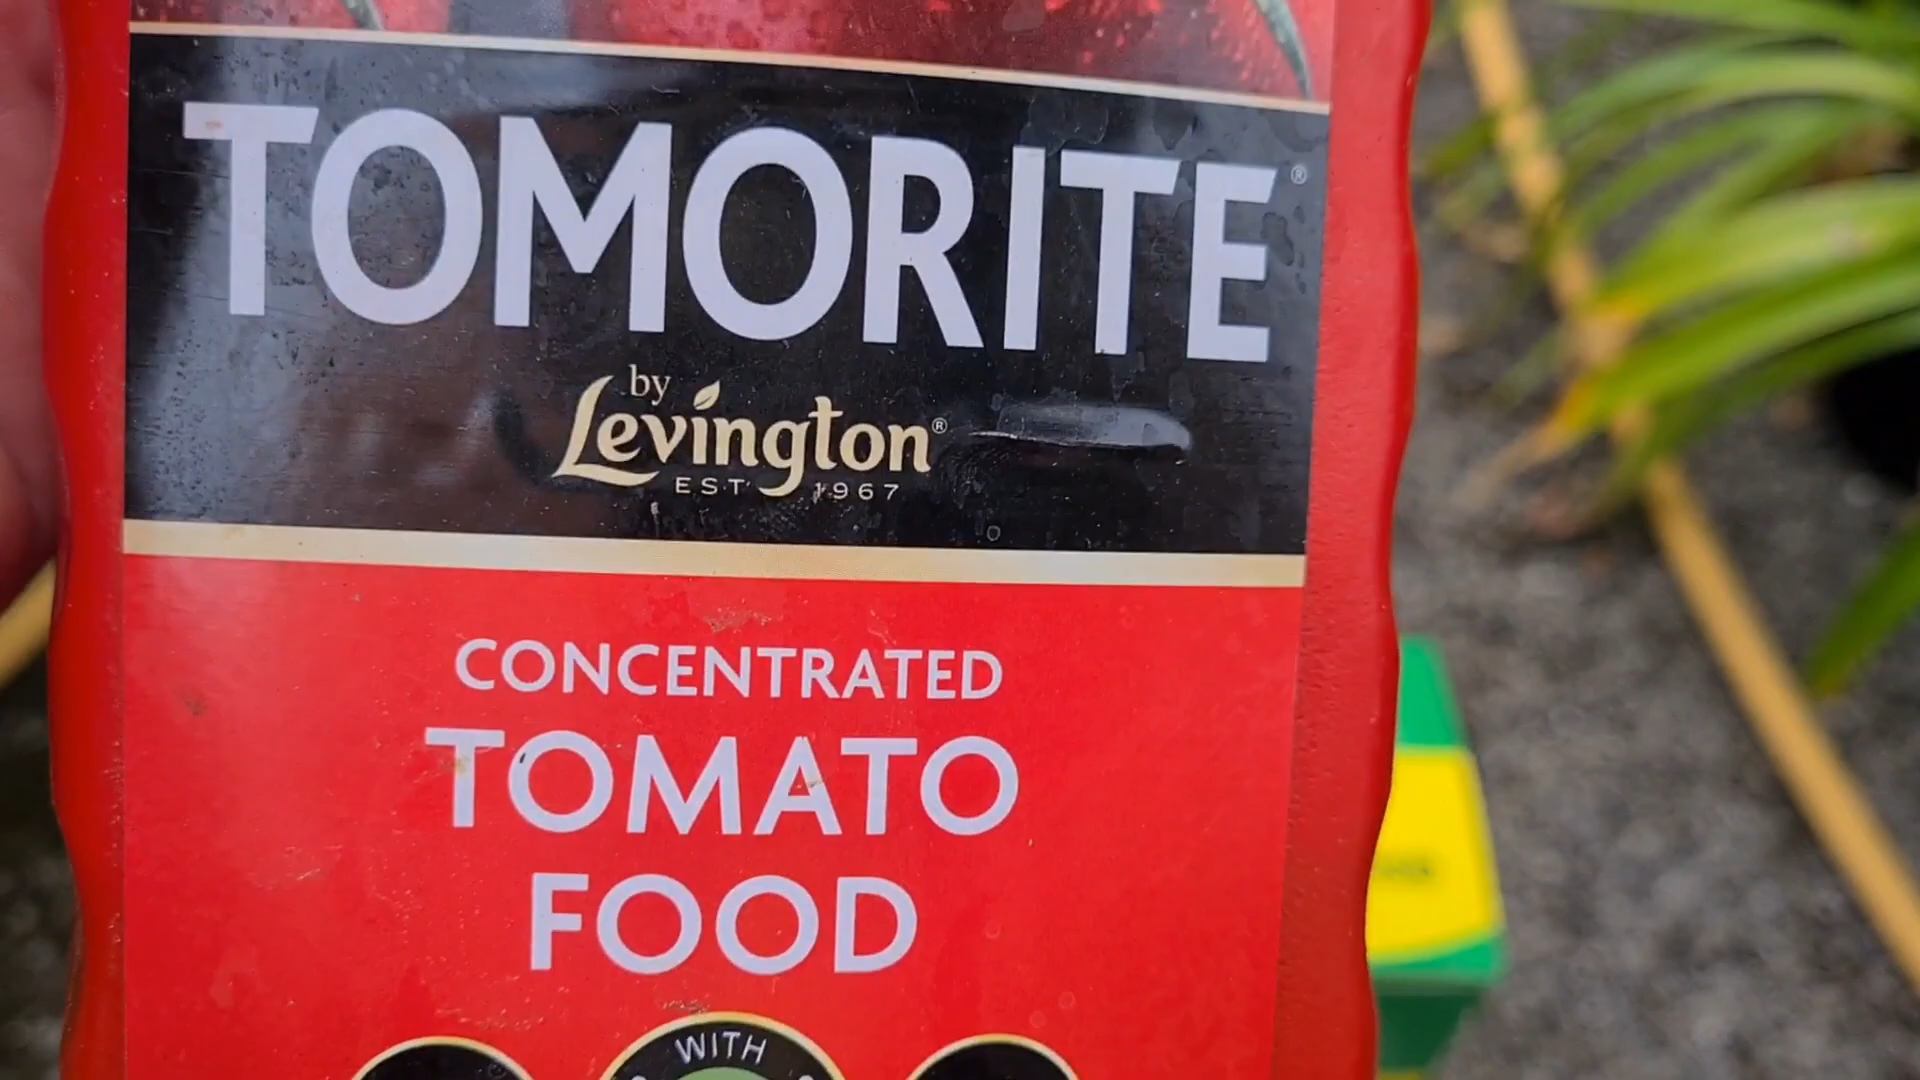 TOMORITE®
by
Levington®
EST 1967
CONCENTRATED
TOMATO
FOOD
WITH